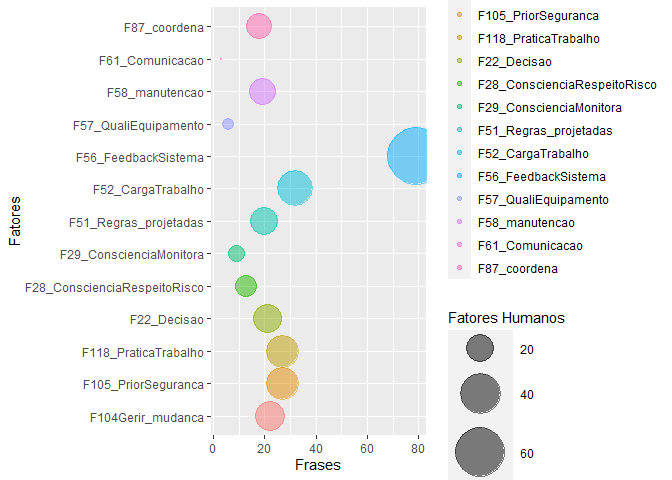 Fatores
F87_coordena
F61_Comunicacao
F58_manutencao
F57_QualiEquipamento
F56_FeedbackSistema
F52_CargaTrabalho
F51_Regras_projetadas
F29_ConscienciaMonitora
F28_ConscienciaRespeitoRisco
F22_Decisao
F118_PraticaTrabalho
F105_PriorSeguranca
F104Gerir_mudanca
0 20 40 60 80
Frases
F105_PriorSeguranca
F118_PraticaTrabalho
F22_Decisao
F28_ConscienciaRespeitoRisco
F29_ConscienciaMonitora
F51_Regras_projetadas
F52_CargaTrabalho
F56_FeedbackSistema
F57_QualiEquipamento
F58_manutencao
F61_Comunicacao
F87_coordena
Fatores Humanos
20
40
60